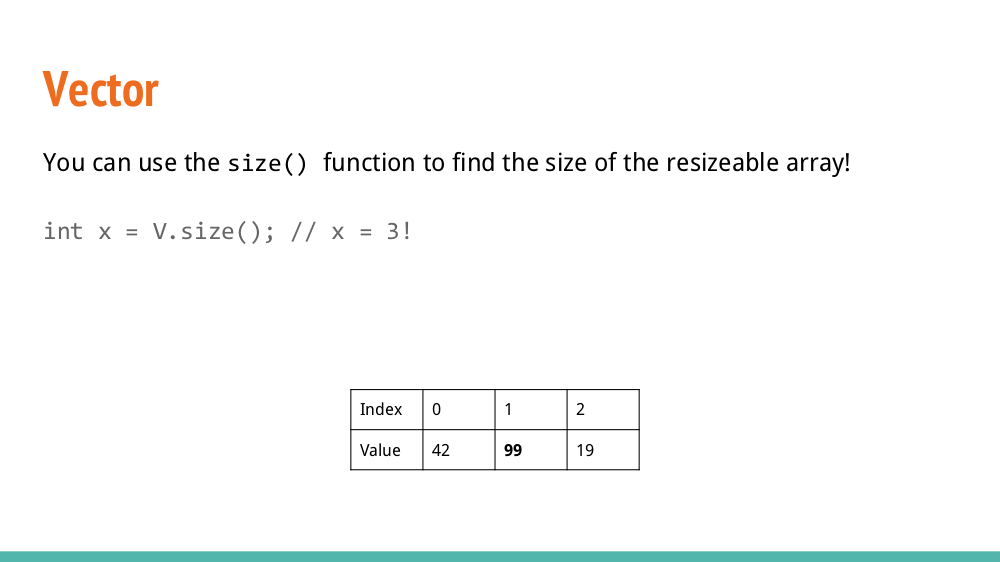 Vector
You can use the size() function to find the size of the resizeable array!
int x = V.size(); // x = 3!
Index 0 1 2
Value 42 99 19